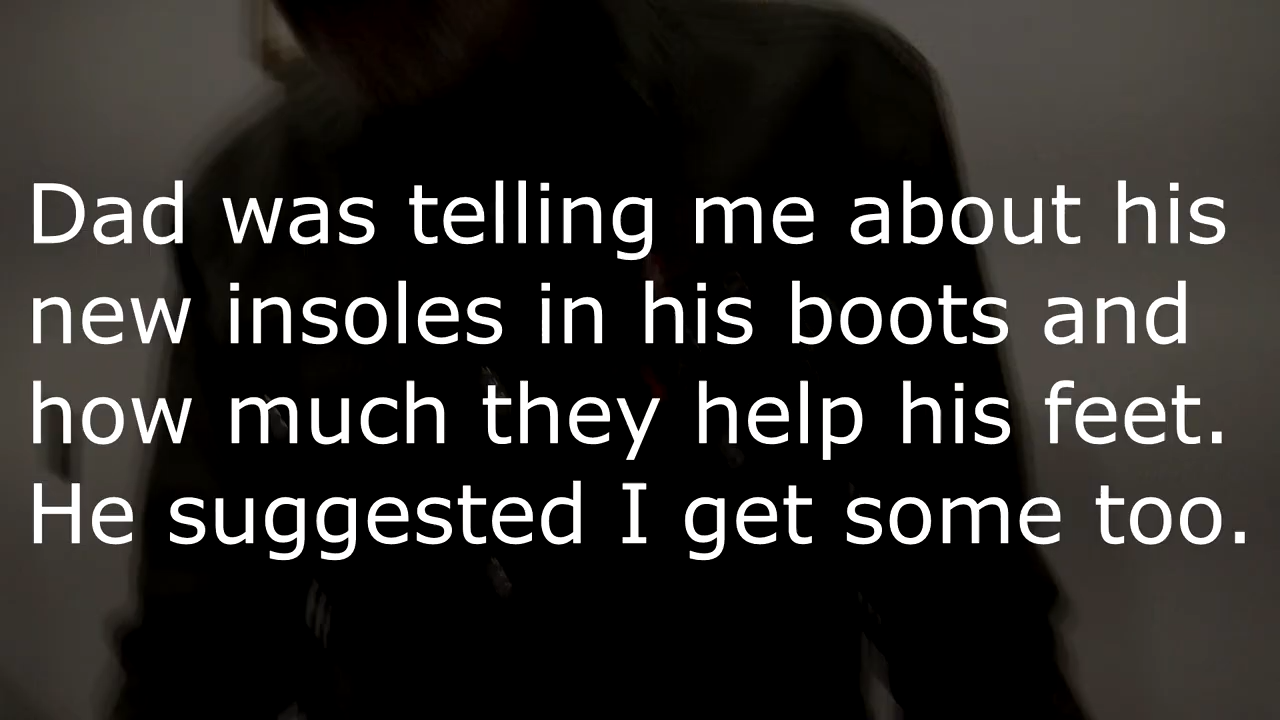 Dad was telling me about his
new insoles in his boots and
how much they help his feet.
He suggested I get some too.